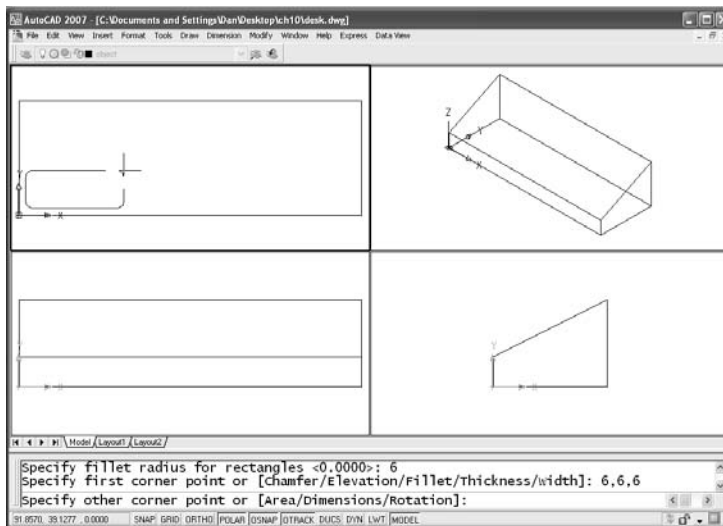 AutoCAD 2007 - [C:\Documents and Settings\Dan\Desktop\ch10\desk.dwg]
File Edit View Insert Format Tools Draw Dimension Modify Window Help Express Data View
object
Z
Y
X
Y
X
Y
X
X
Model Layout1 Layout2
Specify fillet radius for rectangles <0.0000>: 6
Specify first corner point or [Chamfer/Elevation/Fillet/Thickness/Width]: 6,6,6
Specify other corner point or [Area/Dimensions/Rotation]:
91.8570, 39.1277, 0.0000 SNAP GRID ORTHO POLAR OSNAP OTRACK DUCS DYN LWT MODEL